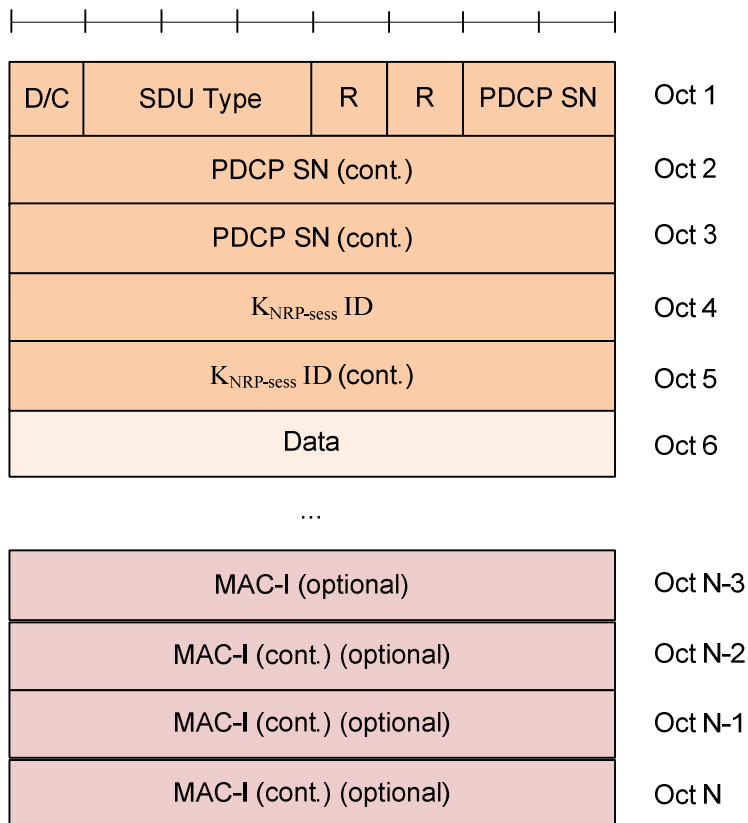 D/C SDU Type R R PDCP SN Oct 1
PDCP SN (cont.) Oct 2
PDCP SN (cont.) Oct 3
KNRP-sess ID Oct 4
KNRP-sess ID (cont.) Oct 5
Data Oct 6
...
MAC-I (optional) Oct N-3
MAC-I (cont.) (optional) Oct N-2
MAC-I (cont.) (optional) Oct N-1
MAC-I (cont.) (optional) Oct N